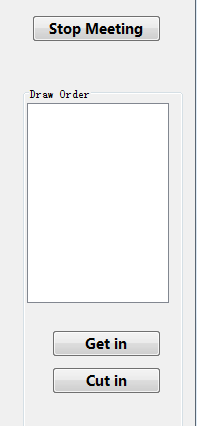 Stop Meeting
Draw Order
Get in
Cut in